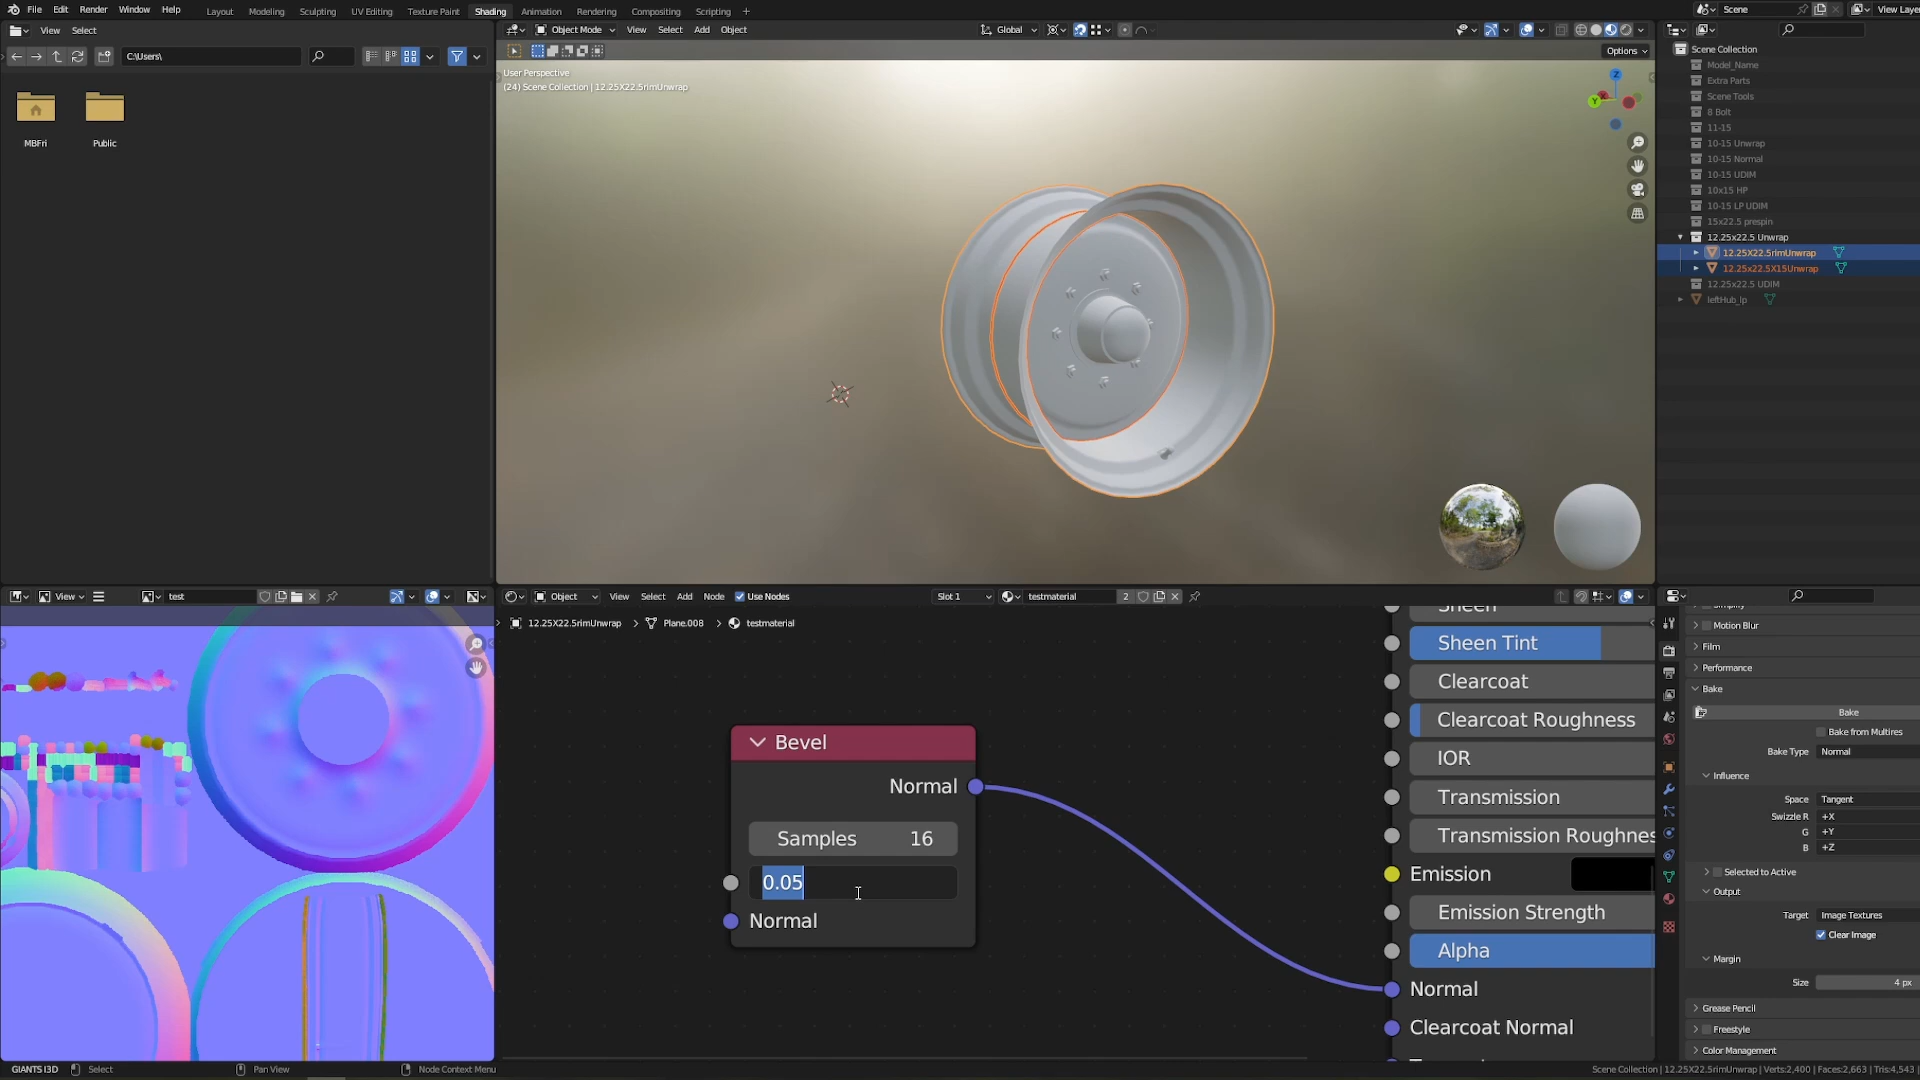 File Edit Render Window Help
Layout Modeling Sculpting UV Editing Texture Paint Shading Animation Rendering Compositing Scripting +
Scene
View Layer
View Select
C:\Users\
MBFri
Public
Object Mode View Select Add Object
Global
Options
User Perspective
(24) Scene Collection | 12.25X22.5rimUnwrap
Z
Y
X
Scene Collection
Model_Name
Extra Parts
Scene Tools
8 Bolt
11-15
10-15 Unwrap
10-15 Normal
10-15 UDIM
10x15 HP
10-15 LP UDIM
15x22.5 prespin
12.25x22.5 Unwrap
12.25X22.5rimUnwrap
12.25x22.5X15Unwrap
12.25x22.5 UDIM
leftHub_lp
View
test
Object View Select Add Node Use Nodes
Slot 1
testmaterial
2
12.25X22.5rimUnwrap > Plane.008 > testmaterial
Bevel
Normal
Samples 16
0.05
Normal
Sheen
Sheen Tint
Clearcoat
Clearcoat Roughness
IOR
Transmission
Transmission Roughnes
Emission
Emission Strength
Alpha
Normal
Clearcoat Normal
Simplify
Motion Blur
Film
Performance
Bake
Bake
Bake from Multires
Bake Type Normal
Influence
Space Tangent
Swizzle R +X
G +Y
B +Z
Selected to Active
Output
Target Image Textures
Clear Image
Margin
Size 4 px
Grease Pencil
Freestyle
Color Management
GIANTS I3D Select Pan View Node Context Menu
Scene Collection | 12.25X22.5rimUnwrap | Verts:2,400 | Faces:2,663 | Tris:4,543